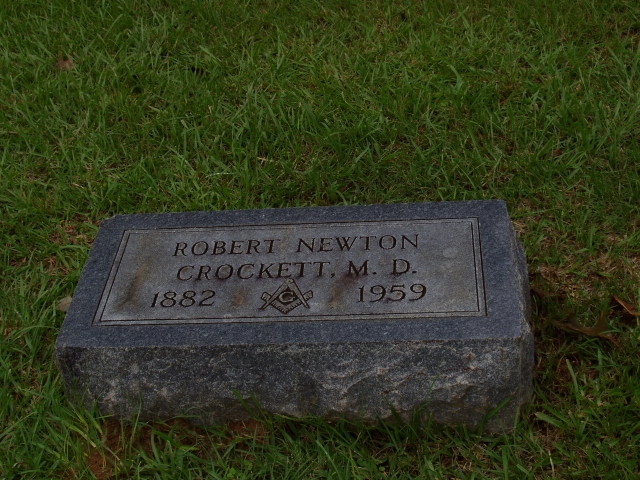 ROBERT NEWTON
CROCKETT, M. D.
1882 G 1959